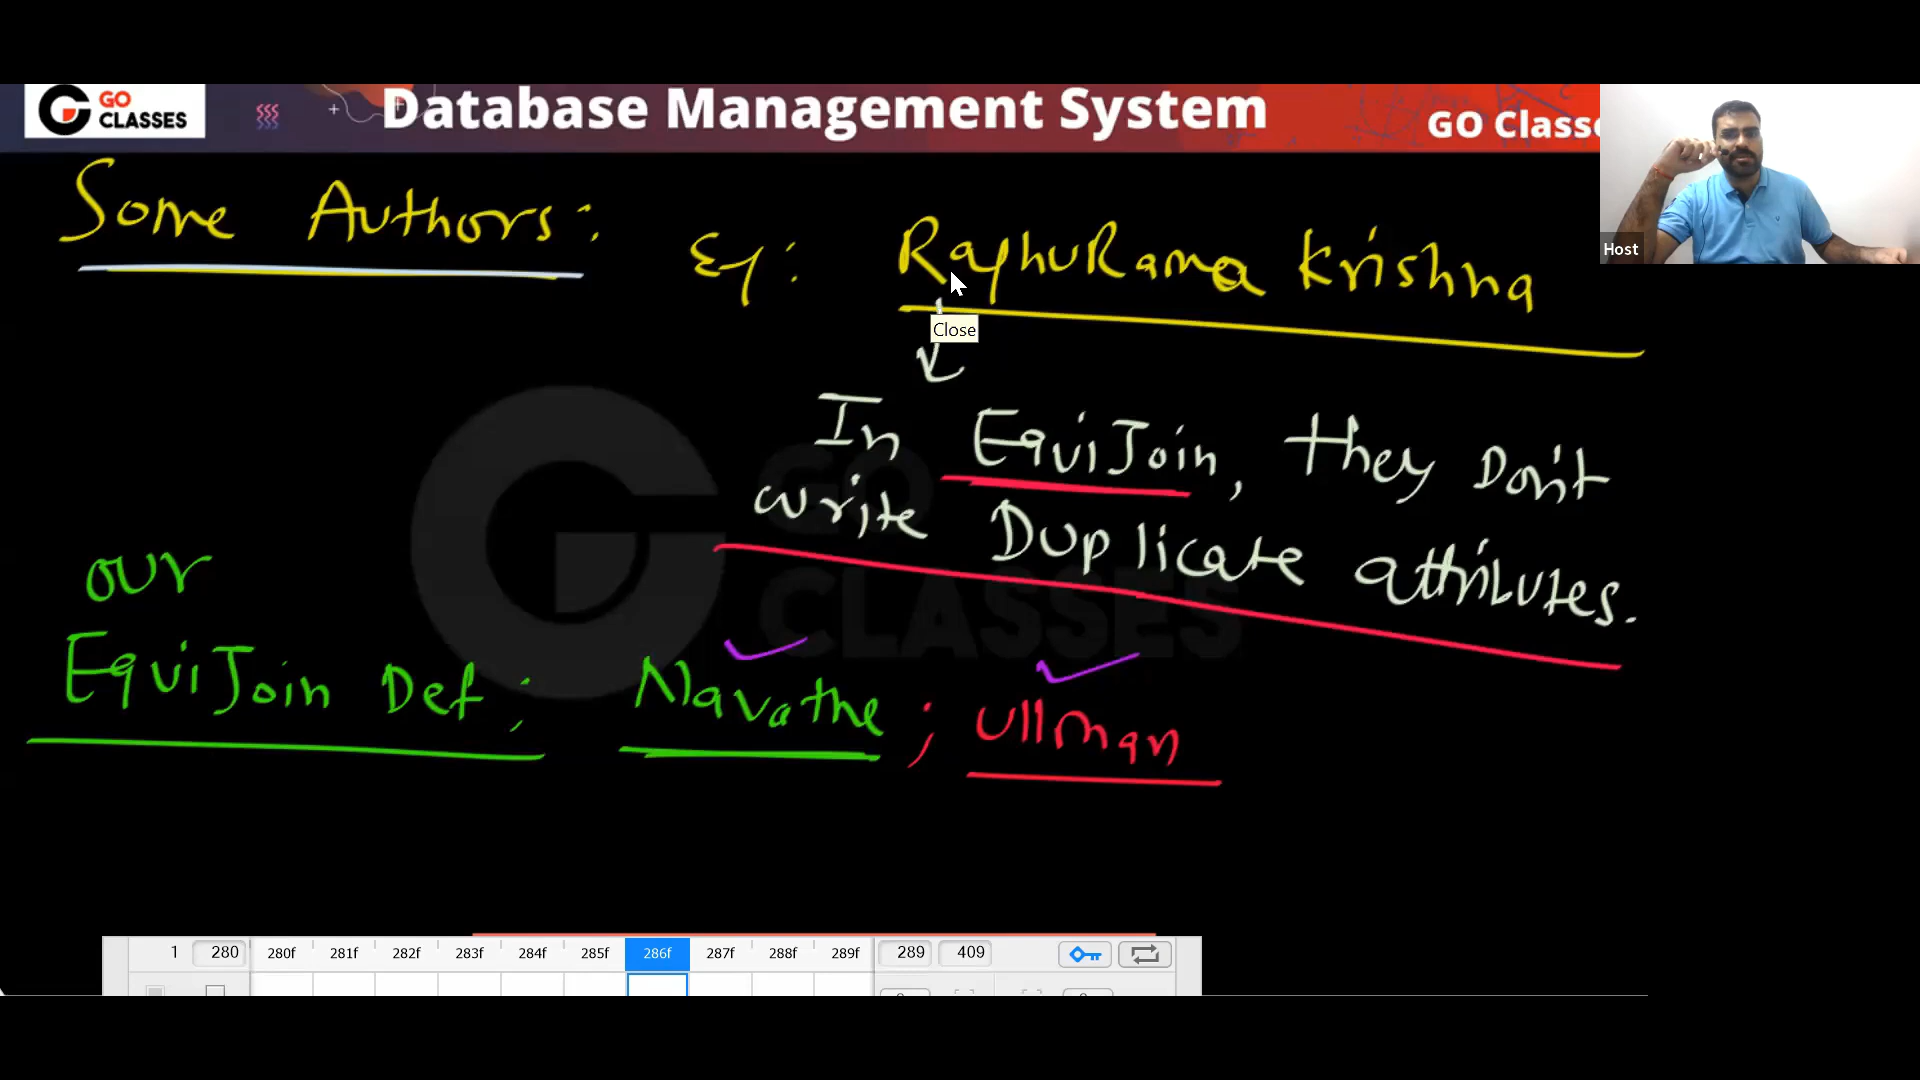 GO
CLASSES
Database Management System
GO Classe
Host
Some Authors:
Eg: RaghuRama Krishna
Close
In EquiJoin, they Don't
write Duplicate attributes.
GO
CLASSES
our
EquiJoin Def: Navathe ; Ullman
1 280 280f 281f 282f 283f 284f 285f 286f 287f 288f 289f 289 409